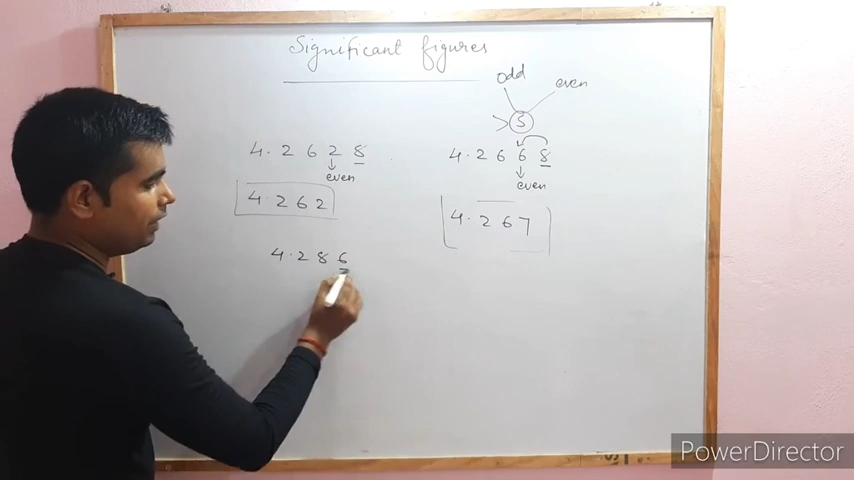 Significant figures
odd
even
> 5
4.2628
even
4.262
4.2668
even
4.267
4.286
PowerDirector